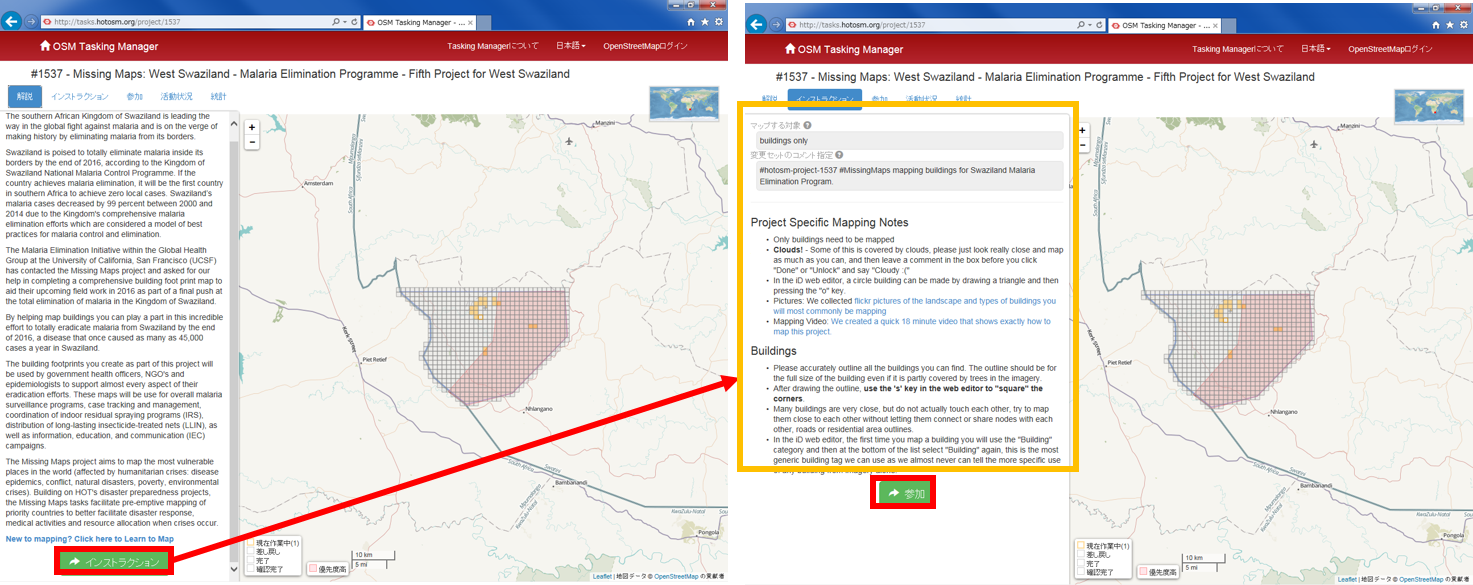 http://tasks.hotosm.org/project/1537
OSM Tasking Manager - ...
OSM Tasking Manager
Tasking Managerについて
日本語
OpenStreetMapログイン
#1537 - Missing Maps: West Swaziland - Malaria Elimination Programme - Fifth Project for West Swaziland
解説
インストラクション
参加
活動状況
統計
The southern African Kingdom of Swaziland is leading the
way in the global fight against malaria and is on the verge of
making history by eliminating malaria from its borders.
Swaziland is poised to totally eliminate malaria inside its
borders by the end of 2016, according to the Kingdom of
Swaziland National Malaria Control Programme. If the
country achieves malaria elimination, it will be the first country
in southern Africa to achieve zero local cases. Swaziland's
malaria cases decreased by 99 percent between 2000 and
2014 due to the Kingdom's comprehensive malaria
elimination efforts which are considered a model of best
practices for malaria control and elimination.
The Malaria Elimination Initiative within the Global Health
Group at the University of California, San Francisco (UCSF)
has contacted the Missing Maps project and asked for our
help in completing a comprehensive building foot print map to
aid their upcoming field work in 2016 as part of a final push at
the total elimination of malaria in the Kingdom of Swaziland.
By helping map buildings you can play a part in this incredible
effort to totally eradicate malaria from Swaziland by the end
of 2016, a disease that once caused as many as 45,000
cases a year in Swaziland.
The building footprints you create as part of this project will
be used by government health officers, NGO's and
epidemiologists to support almost every aspect of their
eradication efforts. These maps will be use for overall malaria
surveillance programs, case tracking and management,
coordination of indoor residual spraying programs (IRS),
distribution of long-lasting insecticide-treated nets (LLIN), as
well as information, education, and communication (IEC)
campaigns.
The Missing Maps project aims to map the most vulnerable
places in the world (affected by humanitarian crises: disease
epidemics, conflict, natural disasters, poverty, environmental
crises). Building on HOT's disaster preparedness projects,
the Missing Maps tasks facilitate pre-emptive mapping of
priority countries to better facilitate disaster response,
medical activities and resource allocation when crises occur.
New to mapping? Click here to Learn to Map
インストラクション
+
-
Manzini
Amsterdam
South Africa
Kerk Street
Piet Retief
Nhlangano
South Africa
Swatini
Bambanandi
KwaZulu-Natal
Pongola
現在作業中(1)
差し戻し
完了
確認完了
優先度高
10 km
5 mi
Leaflet | 地図データ © OpenStreetMap の貢献者
http://tasks.hotosm.org/project/1537
OSM Tasking Manager - ...
OSM Tasking Manager
Tasking Managerについて
日本語
OpenStreetMapログイン
#1537 - Missing Maps: West Swaziland - Malaria Elimination Programme - Fifth Project for West Swaziland
解説
インストラクション
参加
活動状況
統計
マップする対象
buildings only
変更セットのコメント指定
#hotosm-project-1537 #MissingMaps mapping buildings for Swaziland Malaria
Elimination Program.
Project Specific Mapping Notes
• Only buildings need to be mapped
• Clouds! - Some of this is covered by clouds, please just look really close and map
as much as you can, and then leave a comment in the box before you click
"Done" or "Unlock" and say "Cloudy :("
• In the iD web editor, a circle building can be made by drawing a triangle and then
pressing the "o" key.
• Pictures: We collected flickr pictures of the landscape and types of buildings you
will most commonly be mapping
• Mapping Video: We created a quick 18 minute video that shows exactly how to
map this project.
Buildings
• Please accurately outline all the buildings you can find. The outline should be for
the full size of the building even if it is partly covered by trees in the imagery.
• After drawing the outline, use the 's' key in the web editor to "square" the
corners.
• Many buildings are very close, but do not actually touch each other, try to map
them close to each other without letting them connect or share nodes with each
other, roads or residential area outlines.
• In the iD web editor, the first time you map a building you will use the "Building"
category and then at the bottom of the list select "Building" again, this is the most
generic building tag we can use as we almost never can tell the more specific use
参加
+
-
Manzini
South Africa
Kerk Street
Piet Retief
Nhlangano
South Africa
Bambanandi
KwaZulu-Natal
Pongola
現在作業中(1)
差し戻し
完了
確認完了
優先度高
10 km
5 mi
Leaflet | 地図データ © OpenStreetMap の貢献者